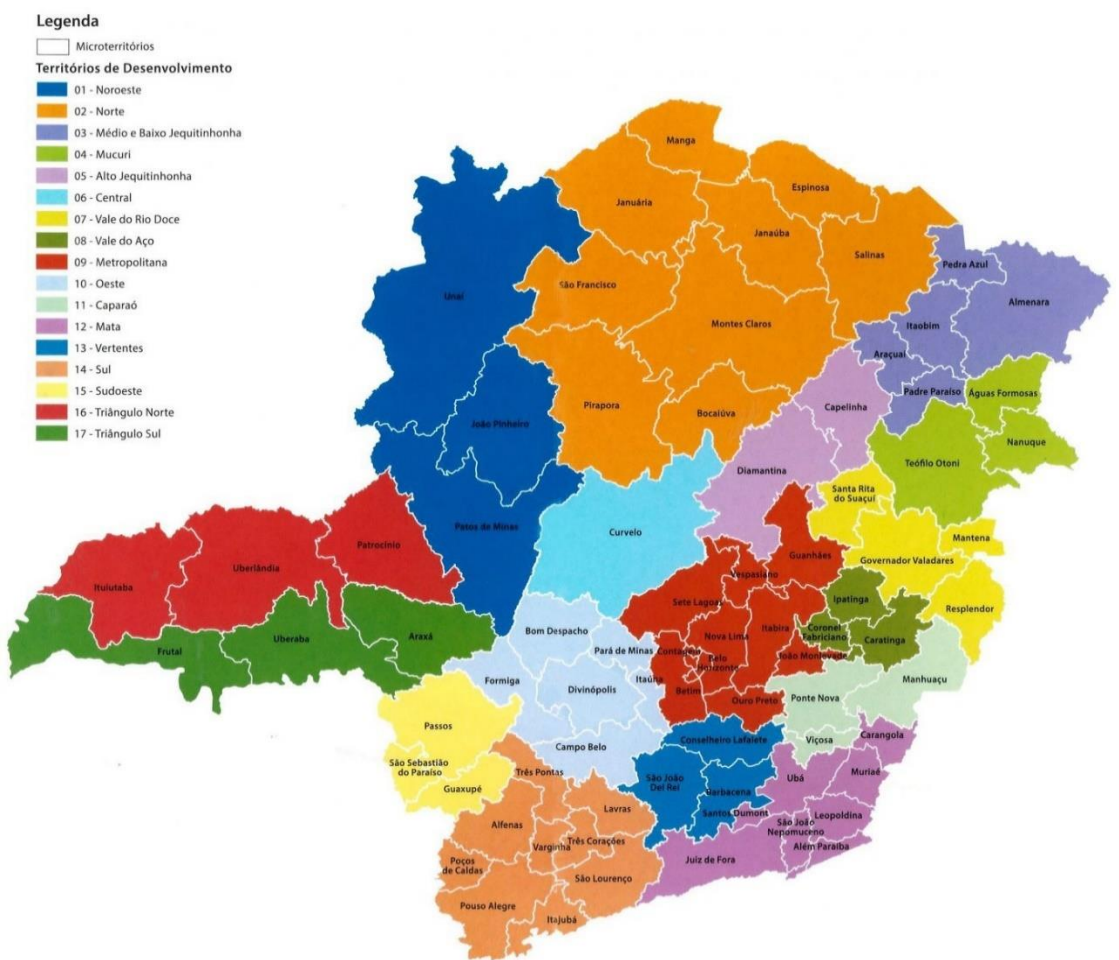 Legenda
Microterritórios
Territórios de Desenvolvimento
01 - Noroeste
02 - Norte
03 - Médio e Baixo Jequitinhonha
04 - Mucuri
05 - Alto Jequitinhonha
06 - Central
07 - Vale do Rio Doce
08 - Vale do Aço
09 - Metropolitana
10 - Oeste
11 - Caparaó
12 - Mata
13 - Vertentes
14 - Sul
15 - Sudoeste
16 - Triângulo Norte
17 - Triângulo Sul
Manga
Espinosa
Januária
Janaúba
Salinas
Pedra Azul
São Francisco
Unaí
Almenara
Montes Claros
Itaobim
Araçuaí
Padre Paraíso
Águas Formosas
Pirapora
Bocaiúva
Capelinha
João Pinheiro
Nanuque
Teófilo Otoni
Diamantina
Santa Rita
do Suaçuí
Patos de Minas
Curvelo
Mantena
Patrocínio
Guanhães
Governador Valadares
Uberlândia
Vespasiano
Ituiutaba
Ipatinga
Sete Lagoas
Resplendor
Itabira
Coronel
Fabriciano
Bom Despacho
Nova Lima
Caratinga
Araxá
Uberaba
Frutal
Pará de Minas
Contagem
Belo
Horizonte
João Monlevade
Formiga
Itaúna
Manhuaçu
Divinópolis
Betim
Ouro Preto
Ponte Nova
Passos
Conselheiro Lafaiete
Viçosa
Carangola
Campo Belo
São Sebastião
do Paraíso
Três Pontas
São João
Del Rei
Ubá
Muriaé
Guaxupé
Barbacena
Lavras
Santos Dumont
Leopoldina
São João
Nepomuceno
Alfenas
Três Corações
Varginha
Além Paraíba
Juiz de Fora
Poços
de Caldas
São Lourenço
Pouso Alegre
Itajubá